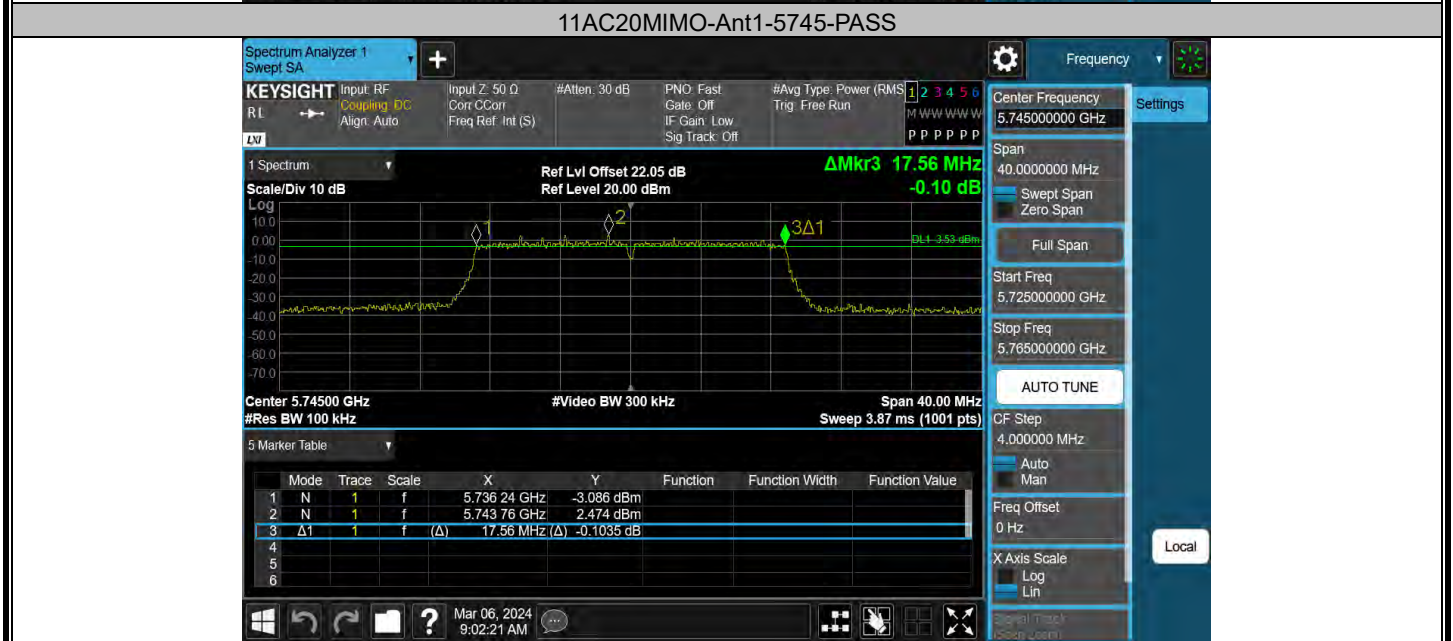 11AC20MIMO-Ant1-5745-PASS
Spectrum Analyzer 1
Swept SA
+
Frequency
KEYSIGHT
RL
LXI
Input: RF
Coupling: DC
Align: Auto
Input Z: 50 Ω
Corr CCorr
Freq Ref: Int (S)
#Atten: 30 dB
PNO: Fast
Gate: Off
IF Gain: Low
Sig Track: Off
#Avg Type: Power (RMS
Trig: Free Run
1 2 3 4 5 6
M W W W W W
P P P P P P
1 Spectrum
Scale/Div 10 dB
Ref Lvl Offset 22.05 dB
Ref Level 20.00 dBm
ΔMkr3 17.56 MHz
-0.10 dB
Log
10.0
0.00
-10.0
-20.0
-30.0
-40.0
-50.0
-60.0
-70.0
1
2
3Δ1
DL1 -3.53 dBm
Center 5.74500 GHz
#Res BW 100 kHz
#Video BW 300 kHz
Span 40.00 MHz
Sweep 3.87 ms (1001 pts)
5 Marker Table
Mode Trace Scale X Y Function Function Width Function Value
1 N 1 f 5.736 24 GHz -3.086 dBm
2 N 1 f 5.743 76 GHz 2.474 dBm
3 Δ1 1 f (Δ) 17.56 MHz (Δ) -0.1035 dB
4
5
6
?
Mar 06, 2024
9:02:21 AM
Center Frequency
5.745000000 GHz
Settings
Span
40.0000000 MHz
Swept Span
Zero Span
Full Span
Start Freq
5.725000000 GHz
Stop Freq
5.765000000 GHz
AUTO TUNE
CF Step
4.000000 MHz
Auto
Man
Freq Offset
0 Hz
X Axis Scale
Log
Lin
Local
Signal Track
(Span Zoom)